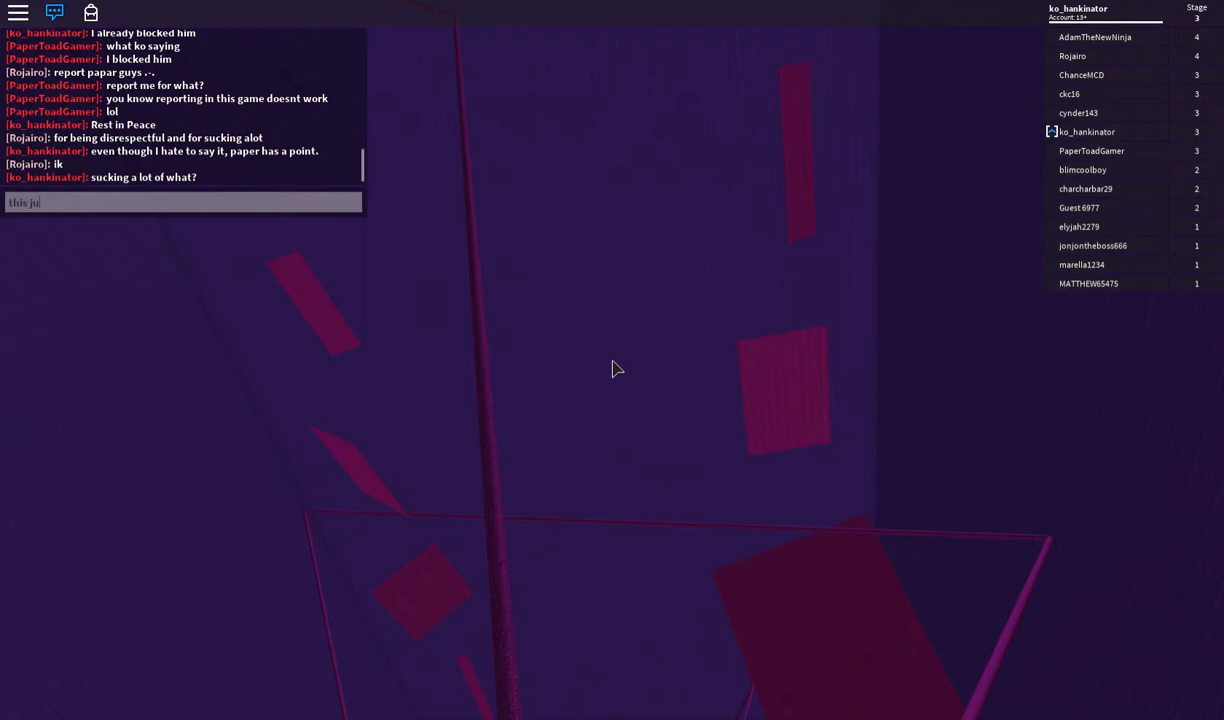 [ko_hankinator]: I already blocked him
[PaperToadGamer]: what ko saying
[PaperToadGamer]: I blocked him
[Rojairo]: report papar guys .-.
[PaperToadGamer]: report me for what?
[PaperToadGamer]: you know reporting in this game doesnt work
[PaperToadGamer]: lol
[ko_hankinator]: Rest in Peace
[Rojairo]: for being disrespectful and for sucking alot
[ko_hankinator]: even though I hate to say it, paper has a point.
[Rojairo]: ik
[ko_hankinator]: sucking a lot of what?
this ju
ko_hankinator Stage
Account: 13+ 3
AdamTheNewNinja 4
Rojairo 4
ChanceMCD 3
ckc16 3
cynder143 3
ko_hankinator 3
PaperToadGamer 3
blimcoolboy 2
charcharbar29 2
Guest 6977 2
elyjah2279 1
jonjontheboss666 1
marella1234 1
MATTHEW65475 1